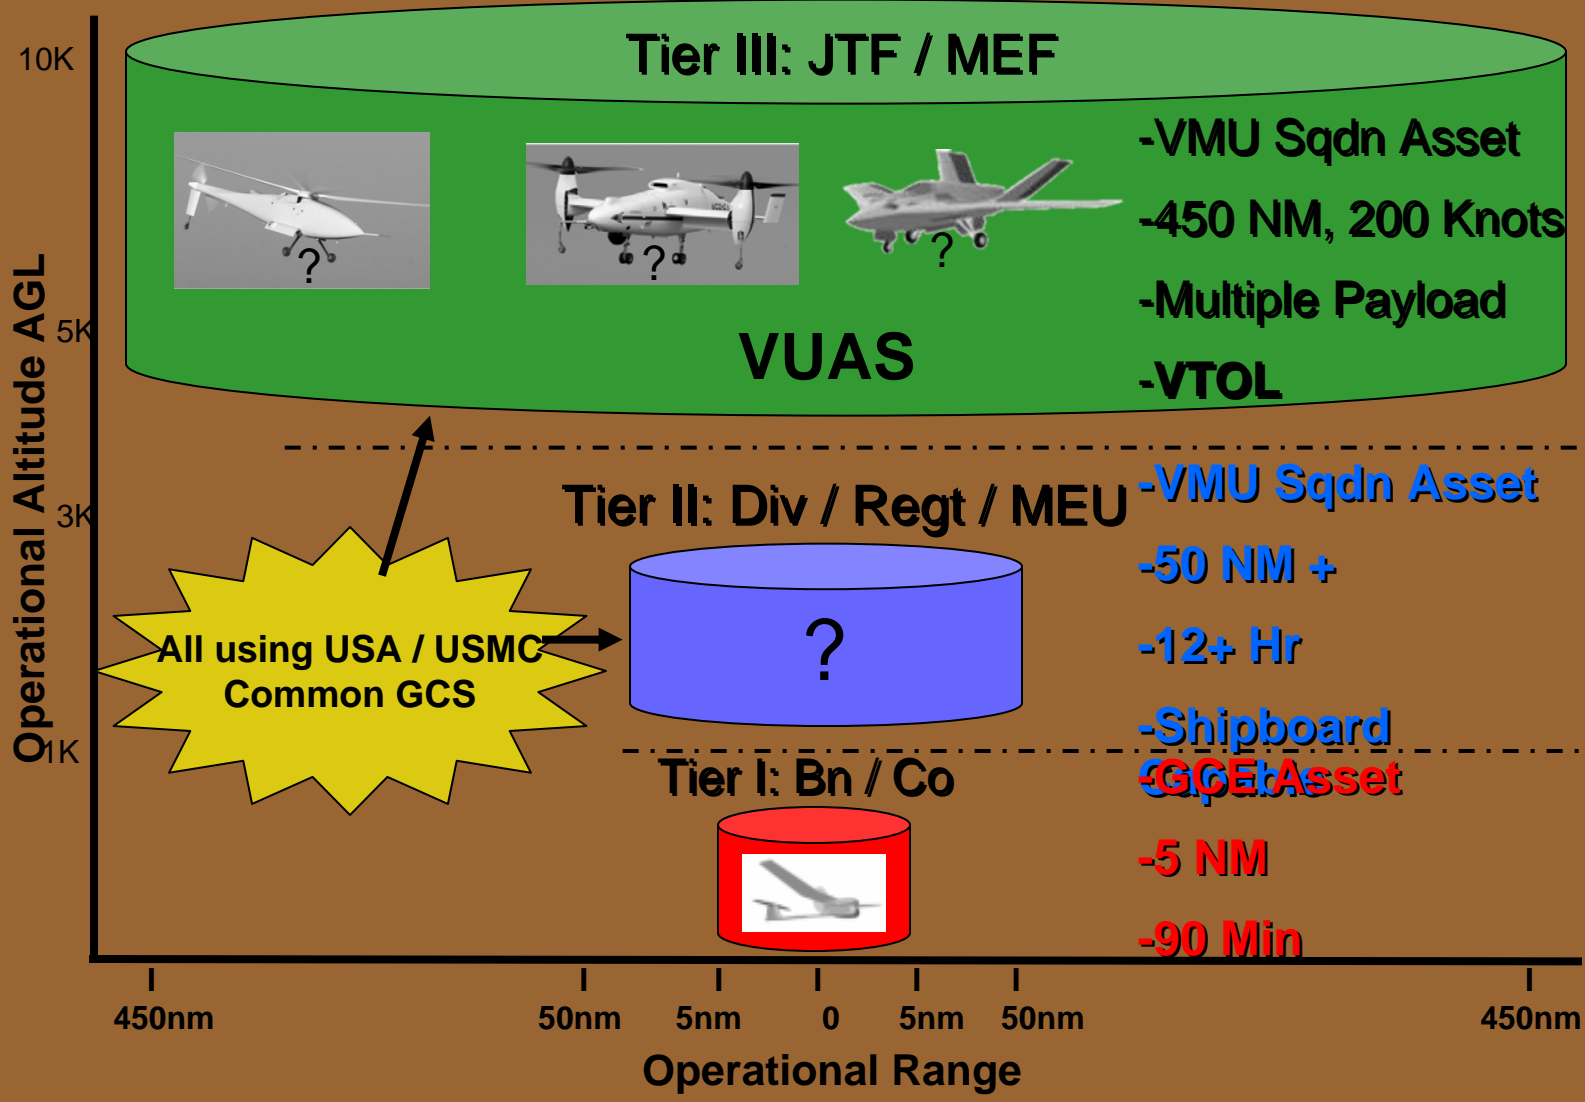 10K
Tier III: JTF / MEF
-VMU Sqdn Asset
-450 NM, 200 Knots
-Multiple Payload
-VTOL
?
?
?
VUAS
5K
Operational Altitude AGL
3K
1K
Tier II: Div / Regt / MEU
-VMU Sqdn Asset
-50 NM +
-12+ Hr
-Shipboard
Capable
?
All using USA / USMC
Common GCS
Tier I: Bn / Co
-GCE Asset
-5 NM
-90 Min
450nm
50nm
5nm
0
5nm
50nm
450nm
Operational Range